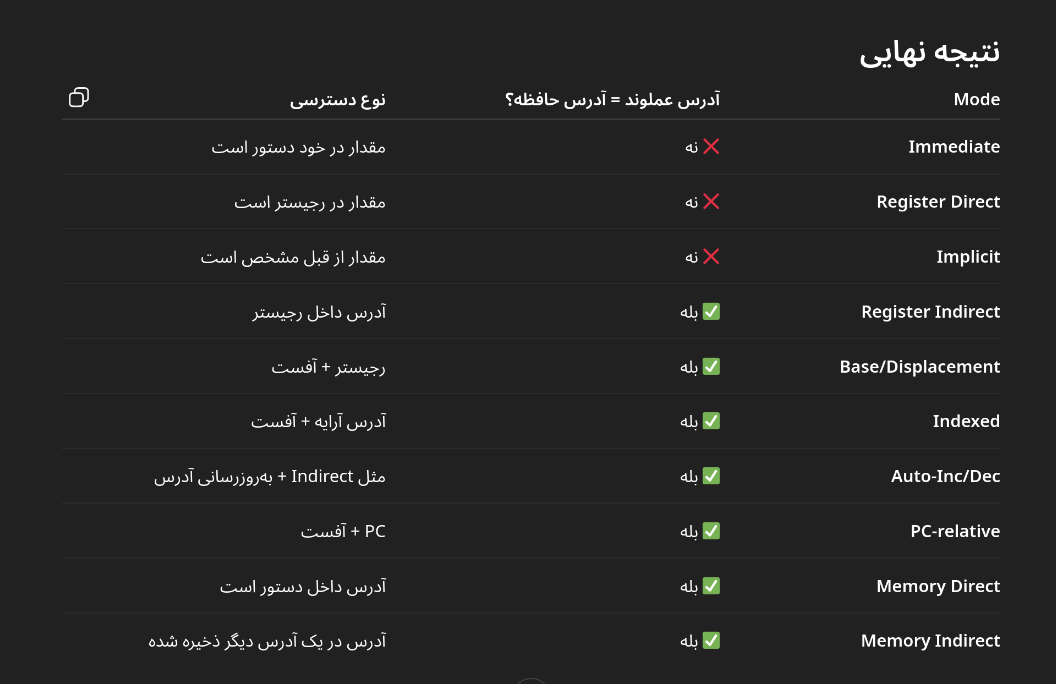 نتیجه نهایی
Mode آدرس عملوند = آدرس حافظه؟ نوع دسترسی
Immediate ❌ نه مقدار در خود دستور است
Register Direct ❌ نه مقدار در رجیستر است
Implicit ❌ نه مقدار از قبل مشخص است
Register Indirect ✅ بله آدرس داخل رجیستر
Base/Displacement ✅ بله رجیستر + آفست
Indexed ✅ بله آدرس آرایه + آفست
Auto-Inc/Dec ✅ بله مثل Indirect + به‌روزرسانی آدرس
PC-relative ✅ بله PC + آفست
Memory Direct ✅ بله آدرس داخل دستور است
Memory Indirect ✅ بله آدرس در یک آدرس دیگر ذخیره شده